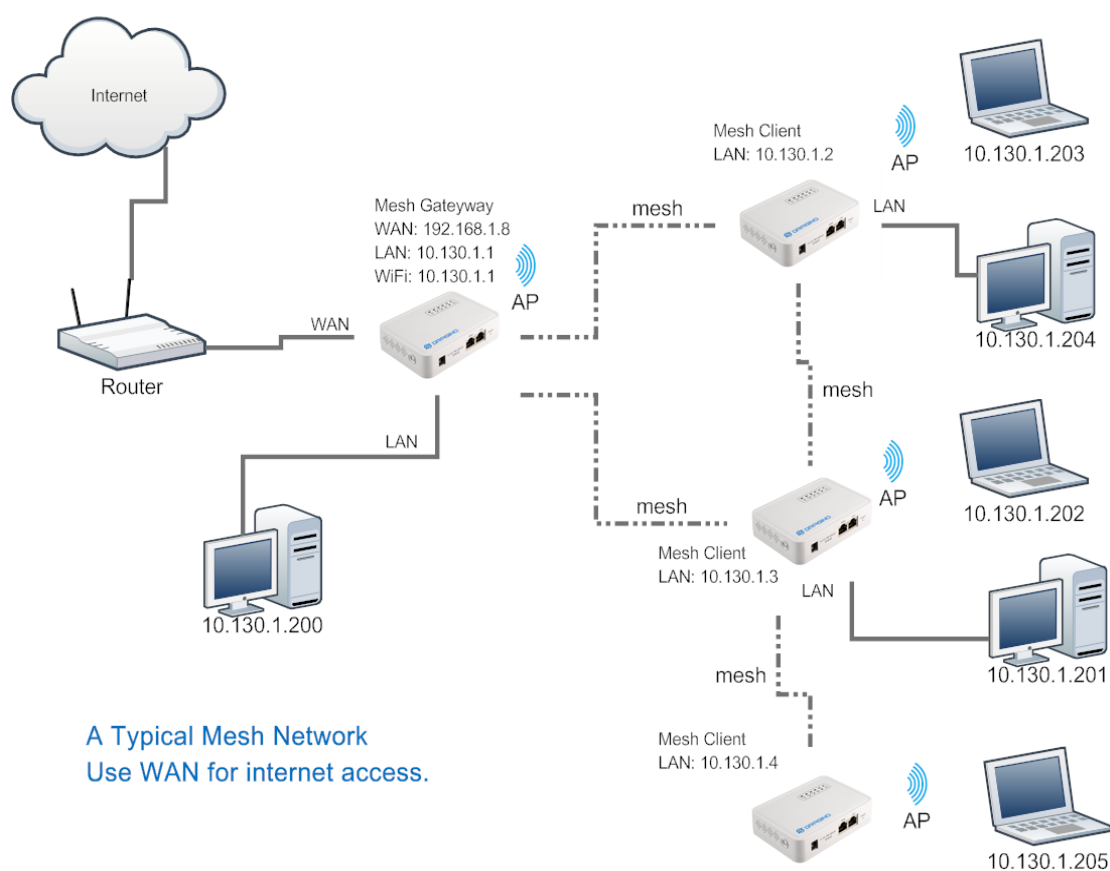 Internet
Router
WAN
Mesh Gateyway
WAN: 192.168.1.8
LAN: 10.130.1.1
WiFi: 10.130.1.1
AP
LAN
10.130.1.200
mesh
mesh
Mesh Client
LAN: 10.130.1.2
AP
10.130.1.203
LAN
10.130.1.204
mesh
Mesh Client
LAN: 10.130.1.3
AP
10.130.1.202
LAN
10.130.1.201
mesh
Mesh Client
LAN: 10.130.1.4
AP
10.130.1.205
A Typical Mesh Network
Use WAN for internet access.